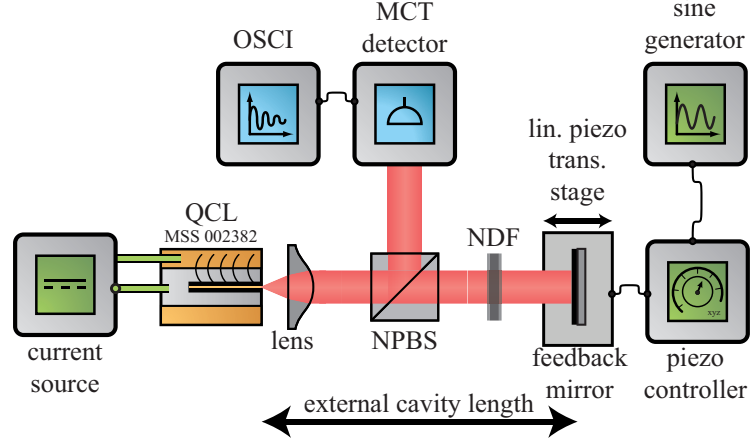 OSCI
MCT
detector
sine
generator
lin. piezo
trans.
stage
QCL
MSS 002382
NDF
xyz
current
source
lens
NPBS
feedback
mirror
piezo
controller
external cavity length